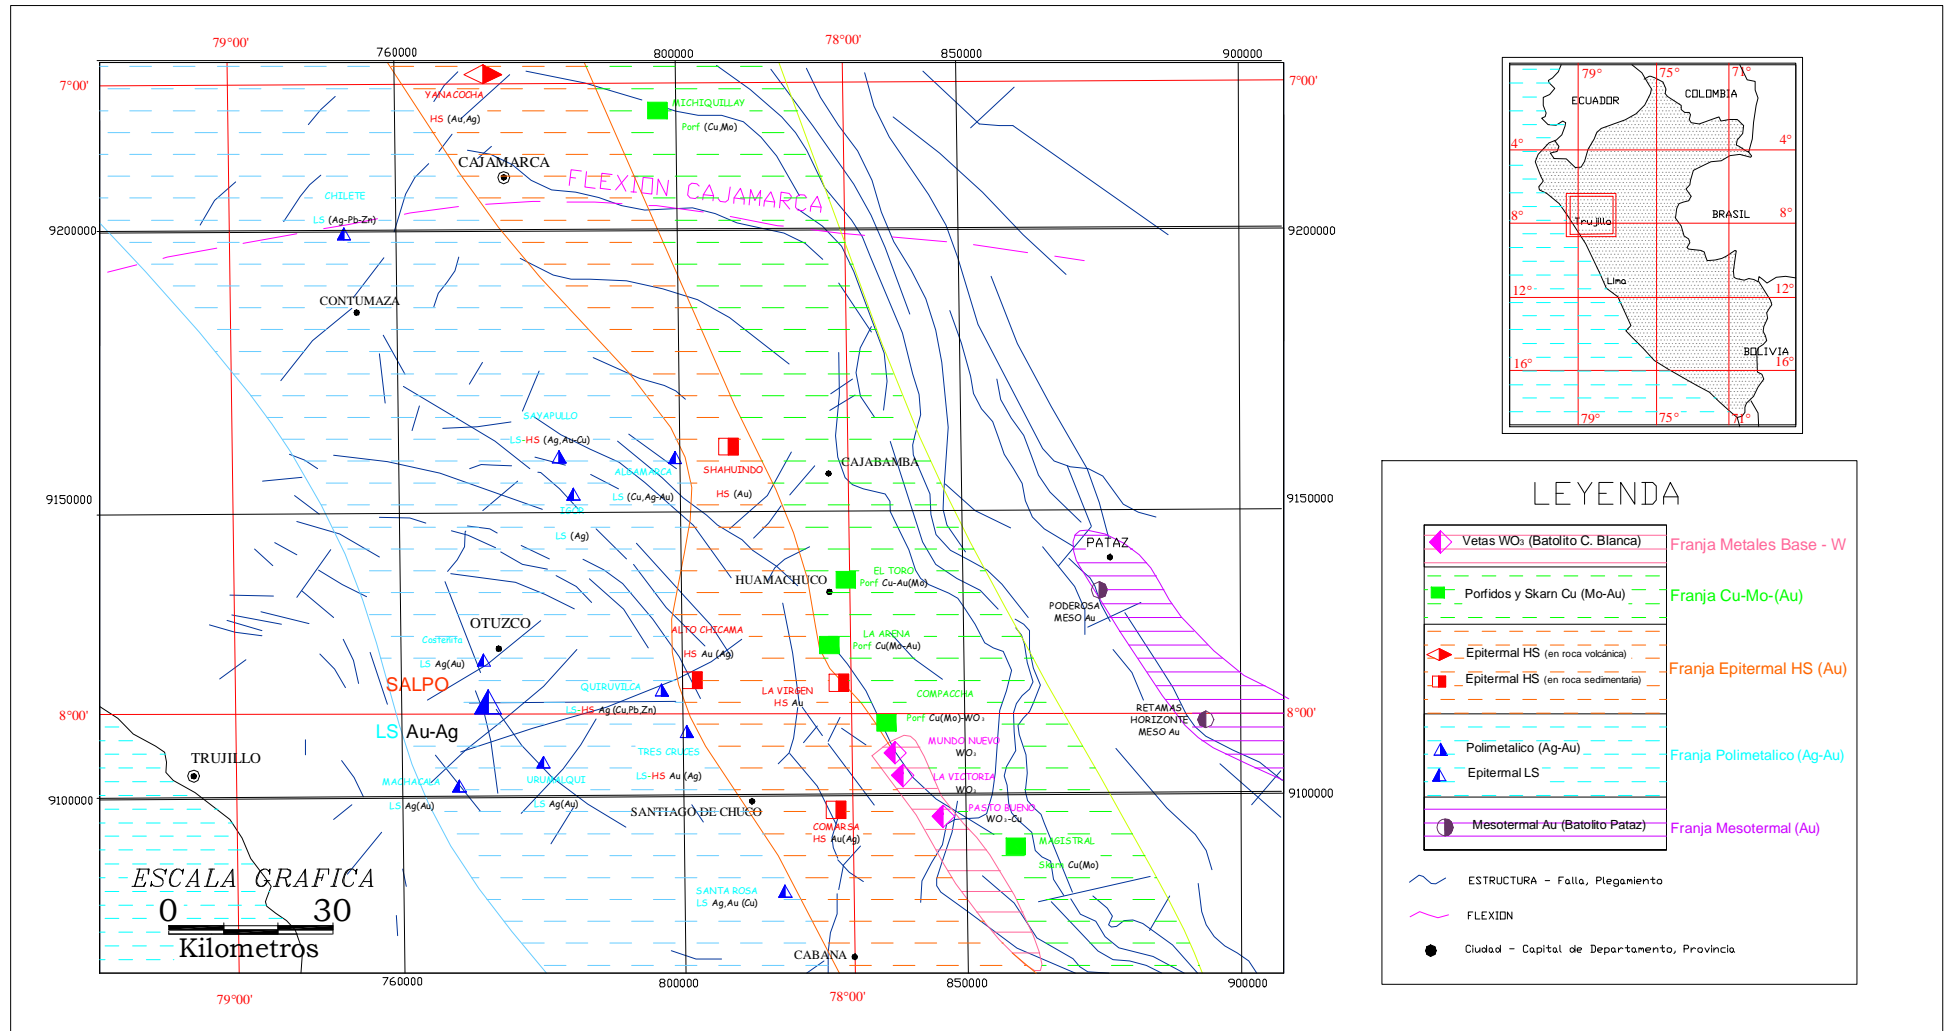 79°00'
760000
800000
78°00'
850000
900000
7°00'
7°00'
YANACOCHA
HS (Au,Ag)
MICHIQUILLAY
Porf (Cu,Mo)
CAJAMARCA
FLEXION CAJAMARCA
CHILETE
LS (Ag-Pb-Zn)
9200000
9200000
CONTUMAZA
SAYAPULLO
LS-HS (Ag,Au-Cu)
ALGAMARCA
LS (Cu,Ag-Au)
IGOR
LS (Ag)
SHAHUINDO
HS (Au)
CAJABAMBA
9150000
9150000
PATAZ
HUAMACHUCO
EL TORO
Porf Cu-Au(Mo)
PODEROSA
MESO Au
OTUZCO
Costeñita
LS Ag(Au)
ALTO CHICAMA
HS Au (Ag)
LA ARENA
Porf Cu(Mo-Au)
SALPO
LS Au-Ag
QUIRUVILCA
LS-HS Ag (Cu,Pb,Zn)
LA VIRGEN
HS Au
COMPACCHA
Porf Cu(Mo)-WO₃
RETAMAS
HORIZONTE
MESO Au
8°00'
8°00'
MUNDO NUEVO
WO₃
LA VICTORIA
WO₃
TRUJILLO
TRES CRUCES
LS-HS Au (Ag)
MACHACALA
LS Ag(Au)
URUMALQUI
LS Ag(Au)
9100000
9100000
SANTIAGO DE CHUCO
PASTO BUENO
WO₃-Cu
COMARSA
HS Au(Ag)
MAGISTRAL
Skarn Cu(Mo)
SANTA ROSA
LS Ag,Au (Cu)
CABANA
ESCALA GRAFICA
0 30
Kilometros
79°00'
760000
800000
78°00'
850000
900000
79°
75°
71°
ECUADOR
COLOMBIA
4°
4°
BRASIL
8°
8°
Trujillo
Lima
12°
12°
BOLIVIA
16°
16°
79°
75°
71°
LEYENDA
Vetas WO₃ (Batolito C. Blanca)
Franja Metales Base - W
Porfidos y Skarn Cu (Mo-Au)
Franja Cu-Mo-(Au)
Epitermal HS (en roca volcánica)
Epitermal HS (en roca sedimentaria)
Franja Epitermal HS (Au)
Polimetalico (Ag-Au)
Epitermal LS
Franja Polimetalico (Ag-Au)
Mesotermal Au (Batolito Pataz)
Franja Mesotermal (Au)
ESTRUCTURA - Falla, Plegamiento
FLEXION
Ciudad - Capital de Departamento, Provincia